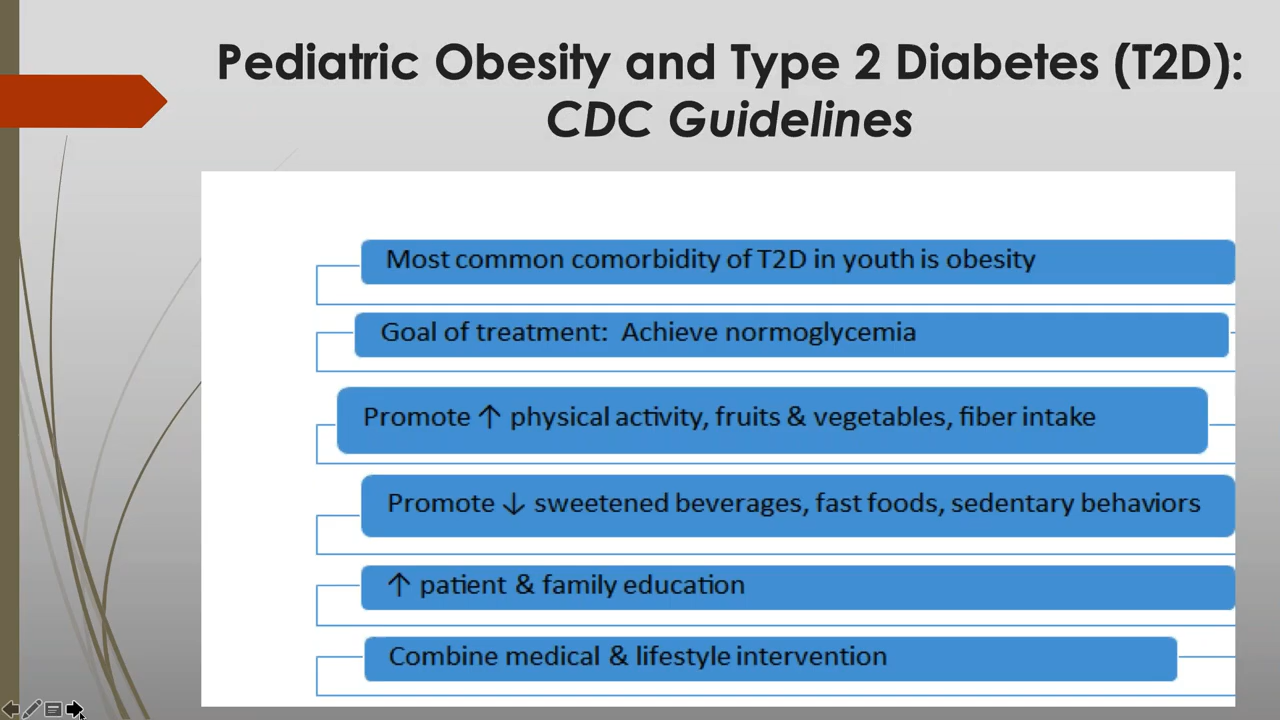 Pediatric Obesity and Type 2 Diabetes (T2D):
CDC Guidelines
Most common comorbidity of T2D in youth is obesity
Goal of treatment:  Achieve normoglycemia
Promote ↑ physical activity, fruits & vegetables, fiber intake
Promote ↓ sweetened beverages, fast foods, sedentary behaviors
↑ patient & family education
Combine medical & lifestyle intervention